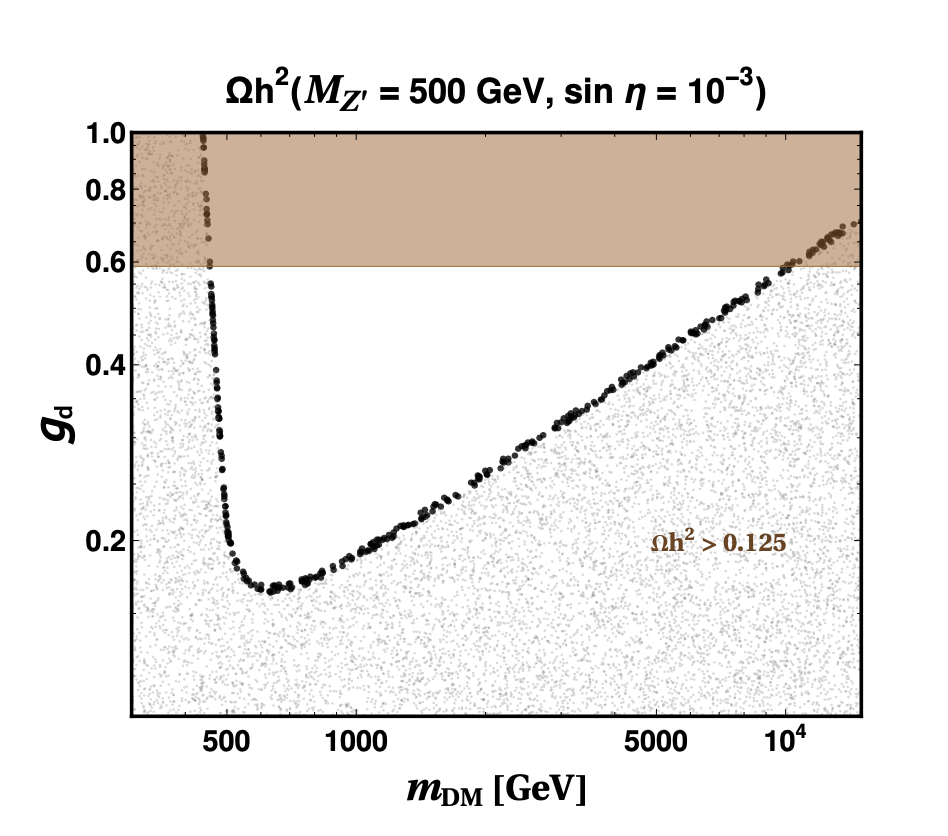 Ωh²(M_Z′ = 500 GeV, sin η = 10⁻³)
1.0
0.8
0.6
0.4
0.2
g_d
Ωh² > 0.125
500 1000 5000 10⁴
m_DM [GeV]